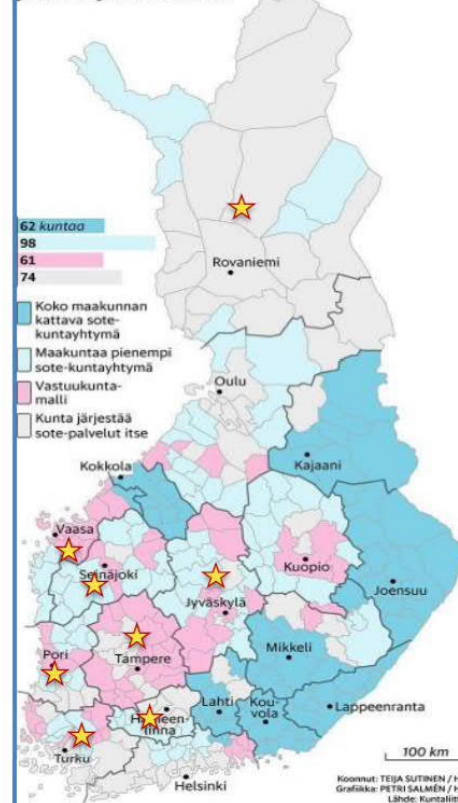 62 kuntaa
98
61
74
Koko maakunnan
kattava sote-
kuntayhtymä
Maakuntaa pienempi
sote-kuntayhtymä
Vastuukunta-
malli
Kunta järjestää
sote-palvelut itse
Rovaniemi
Oulu
Kajaani
Kokkola
Vaasa
Seinäjoki
Kuopio
Joensuu
Jyväskylä
Mikkeli
Pori
Tampere
Lahti
Kou-
vola
Lappeenranta
linna
Turku
Helsinki
100 km
Koonnut: TEIJA SUTINEN / H
Grafiikka: PETRI SALMÉN / H
Lähde: Kuntaliit